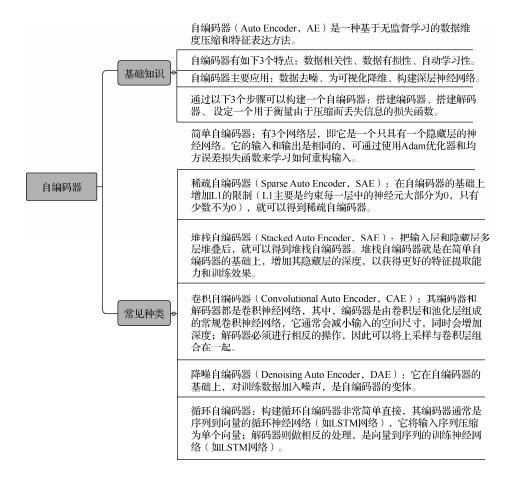 自编码器（Auto Encoder，AE）是一种基于无监督学习的数据维
度压缩和特征表达方法。
自编码器有如下3个特点：数据相关性、数据有损性、自动学习性。
基础知识
自编码器主要应用：数据去噪、为可视化降维、构建深层神经网络。
通过以下3个步骤可以构建一个自编码器：搭建编码器、搭建解码
器、设定一个用于衡量由于压缩而丢失信息的损失函数。
简单自编码器：有3个网络层，即它是一个只具有一个隐藏层的神
经网络。它的输入和输出是相同的，可通过使用Adam优化器和均
方误差损失函数来学习如何重构输入。
自编码器
稀疏自编码器（Sparse Auto Encoder，SAE）：在自编码器的基础上
增加L1的限制（L1主要是约束每一层中的神经元大部分为0，只有
少数不为0），就可以得到稀疏自编码器。
堆栈自编码器（Stacked Auto Encoder，SAE）：把输入层和隐藏层多
层堆叠后，就可以得到堆栈自编码器。堆栈自编码器就是在简单自
编码器的基础上，增加其隐藏层的深度，以获得更好的特征提取能
力和训练效果。
常见种类
卷积自编码器（Convolutional Auto Encoder，CAE）：其编码器和
解码器都是卷积神经网络，其中，编码器是由卷积层和池化层组成
的常规卷积神经网络，它通常会减小输入的空间尺寸，同时会增加
深度；解码器必须进行相反的操作，因此可以将上采样与卷积层组
合在一起。
降噪自编码器（Denoising Auto Encoder，DAE）：它在自编码器的
基础上，对训练数据加入噪声，是自编码器的变体。
循环自编码器：构建循环自编码器非常简单直接，其编码器通常是
序列到向量的循环神经网络（如LSTM网络），它将输入序列压缩
为单个向量；解码器则做相反的处理，是向量到序列的训练神经网
络（如LSTM网络）。